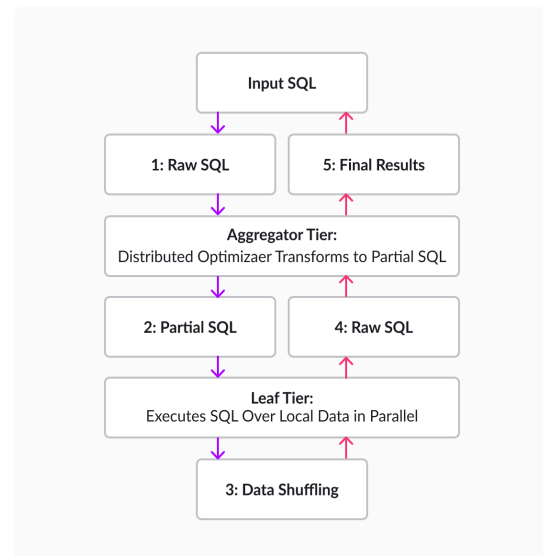 Input SQL
1: Raw SQL
5: Final Results
Aggregator Tier:
Distributed Optimizaer Transforms to Partial SQL
2: Partial SQL
4: Raw SQL
Leaf Tier:
Executes SQL Over Local Data in Parallel
3: Data Shuffling